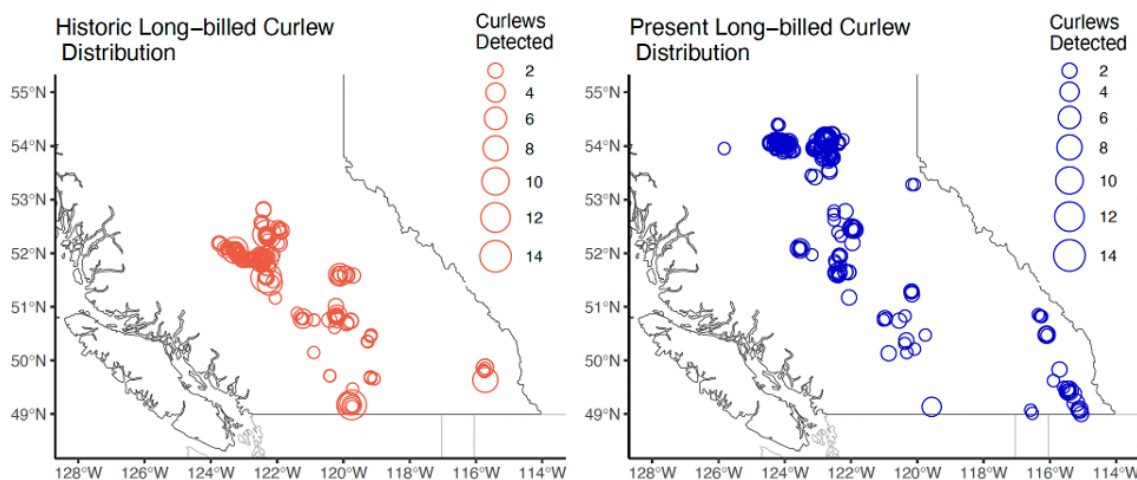 Historic Long-billed Curlew
Distribution
Curlews
Detected
2
4
6
8
10
12
14
55°N
54°N
53°N
52°N
51°N
50°N
49°N
128°W 126°W 124°W 122°W 120°W 118°W 116°W 114°W
Present Long-billed Curlew
Distribution
Curlews
Detected
2
4
6
8
10
12
14
55°N
54°N
53°N
52°N
51°N
50°N
49°N
128°W 126°W 124°W 122°W 120°W 118°W 116°W 114°W